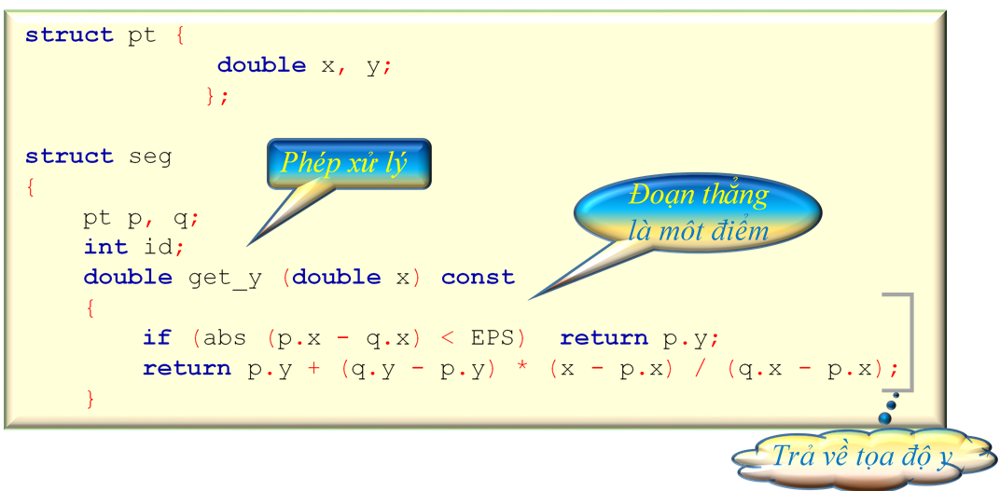 struct pt {
double x, y;
};
struct seg
Phép xử lý
{
Đoạn thẳng
là môt điểm
pt p, q;
int id;
double get_y (double x) const
{
if (abs (p.x - q.x) < EPS) return p.y;
return p.y + (q.y - p.y) * (x - p.x) / (q.x - p.x);
}
Trả về tọa độ y